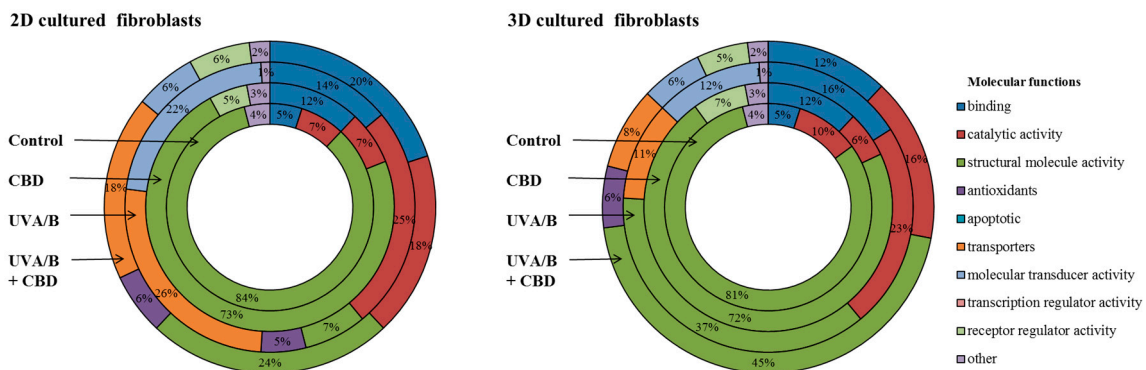 2D cultured fibroblasts
Control
CBD
UVA/B
UVA/B
+ CBD
2%
6%
6%
18%
6%
24%
18%
20%
1%
22%
26%
5%
7%
25%
14%
3%
5%
73%
7%
12%
4%
84%
7%
5%
3D cultured fibroblasts
Control
CBD
UVA/B
UVA/B
+ CBD
2%
5%
6%
8%
6%
45%
16%
12%
1%
12%
11%
37%
23%
16%
3%
7%
72%
6%
12%
4%
81%
10%
5%
Molecular functions
binding
catalytic activity
structural molecule activity
antioxidants
apoptotic
transporters
molecular transducer activity
transcription regulator activity
receptor regulator activity
other